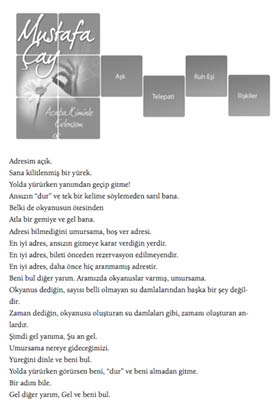 Mustafa
Çay
Acaba Kiminle
Evlensem
Aşk
Telepati
Ruh Eşi
İlişkiler
Adresim açık.
Sana kilitlenmiş bir yürek.
Yolda yürürken yanımdan geçip gitme!
Ansızın “dur” ve tek bir kelime söylemeden sarıl bana.
Belki de okyanusun ötesinden
Atla bir gemiye ve gel bana.
Adresi bilmediğini umursama, boş ver adresi.
En iyi adres, ansızın gitmeye karar verdiğin yerdir.
En iyi adres, bileti önceden rezervasyon edilmeyendir.
En iyi adres, daha önce hiç aranmamış adrestir.
Beni bul diğer yarım. Aramızda okyanuslar varmış, umursama.
Okyanus dediğin, sayısı belli olmayan su damlalarından başka bir şey değil-
dir.
Zaman dediğin, okyanusu oluşturan su damlaları gibi, zamanı oluşturan an-
lardır.
Şimdi gel yanıma, Şu an gel.
Umursama nereye gideceğimizi.
Yüreğini dinle ve beni bul.
Yolda yürürken görürsen beni, “dur” ve beni almadan gitme.
Bir adım bile.
Gel diğer yarım, Gel ve beni bul.